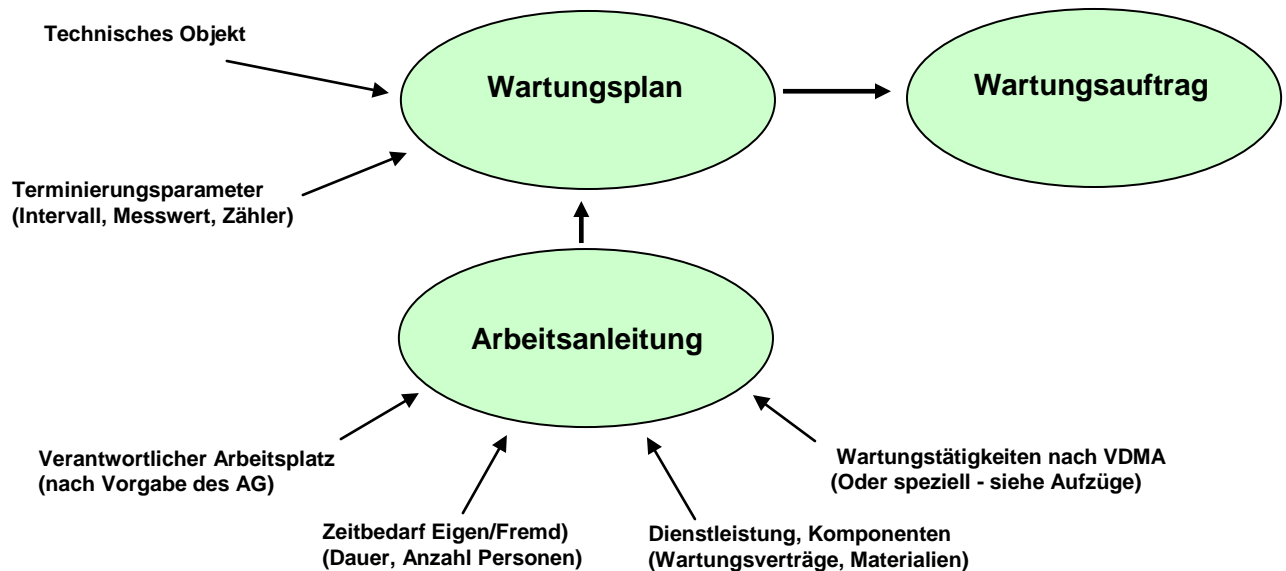 Technisches Objekt
Wartungsplan
Wartungsauftrag
Terminierungsparameter
(Intervall, Messwert, Zähler)
Arbeitsanleitung
Verantwortlicher Arbeitsplatz
(nach Vorgabe des AG)
Wartungstätigkeiten nach VDMA
(Oder speziell - siehe Aufzüge)
Zeitbedarf Eigen/Fremd)
(Dauer, Anzahl Personen)
Dienstleistung, Komponenten
(Wartungsverträge, Materialien)